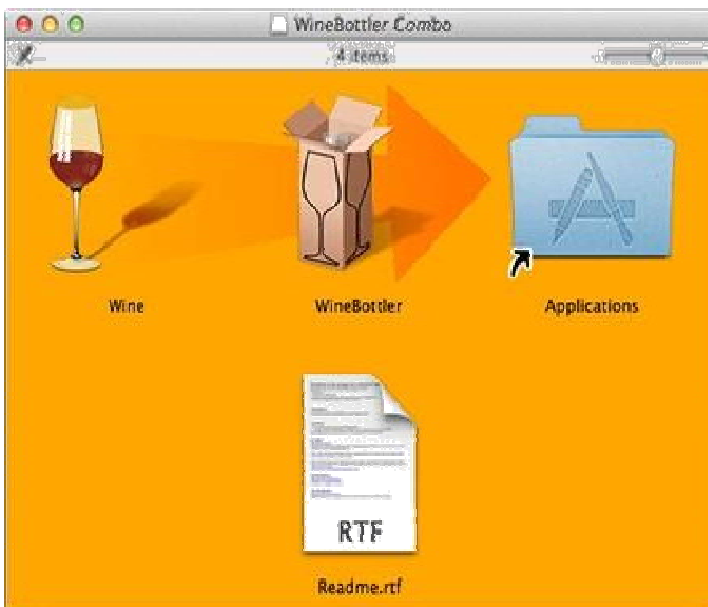 WineBottler Combo
4 items
Wine
WineBottler
Applications
RTF
Readme.rtf